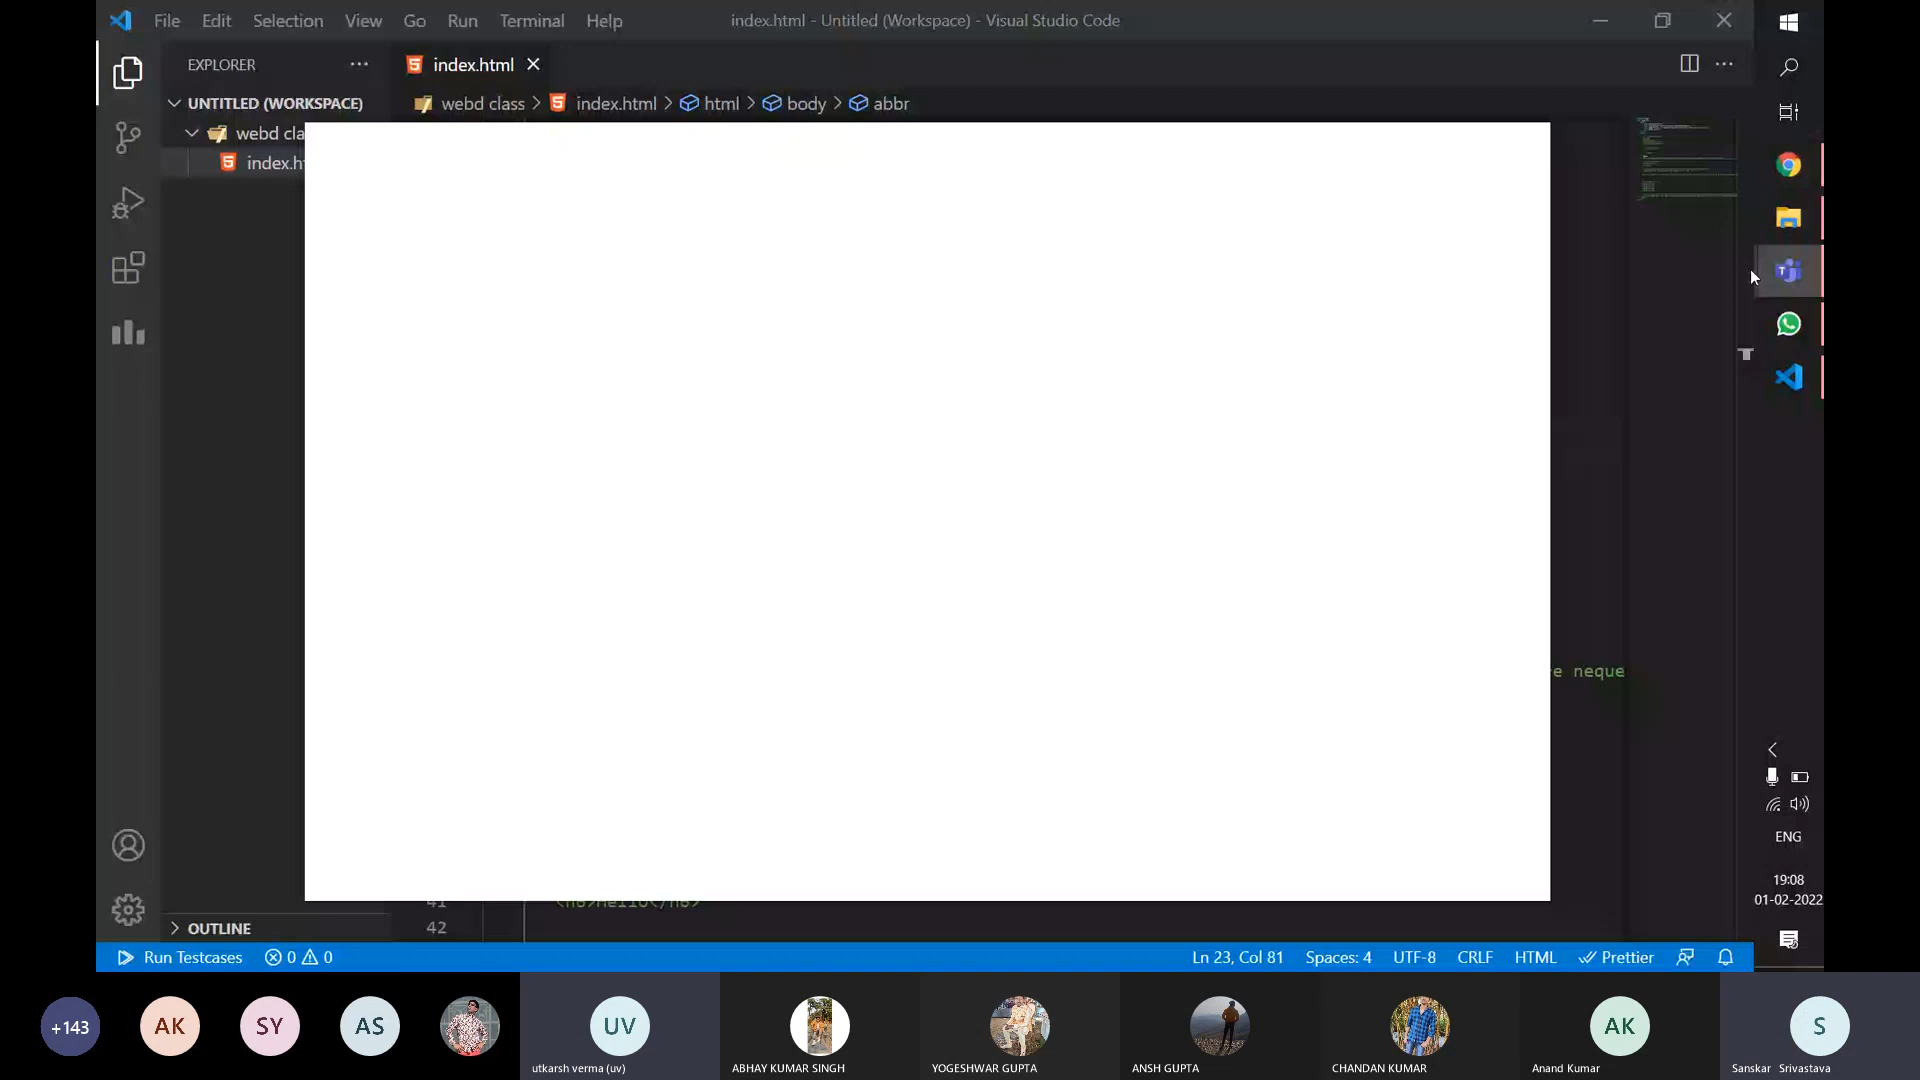 File Edit Selection View Go Run Terminal Help index.html - Untitled (Workspace) - Visual Studio Code
EXPLORER
index.html
UNTITLED (WORKSPACE)
webd class > index.html > html > body > abbr
webd cla
index.h
e neque
41 <h6>Hello</h6>
42
OUTLINE
Run Testcases 0 0 Ln 23, Col 81 Spaces: 4 UTF-8 CRLF HTML Prettier
ENG
19:08
01-02-2022
+143 AK SY AS UV AK S
utkarsh verma (uv) ABHAY KUMAR SINGH YOGESHWAR GUPTA ANSH GUPTA CHANDAN KUMAR Anand Kumar Sanskar Srivastava